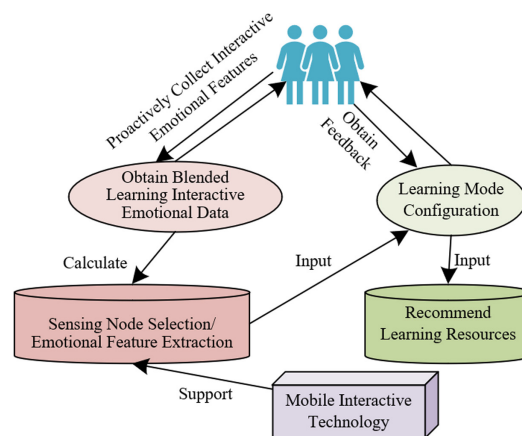 Proactively Collect Interactive
Emotional Features
Obtain
Feedback
Obtain Blended
Learning Interactive
Emotional Data
Learning Mode
Configuration
Calculate
Input
Input
Sensing Node Selection/
Emotional Feature Extraction
Recommend
Learning Resources
Support
Mobile Interactive
Technology